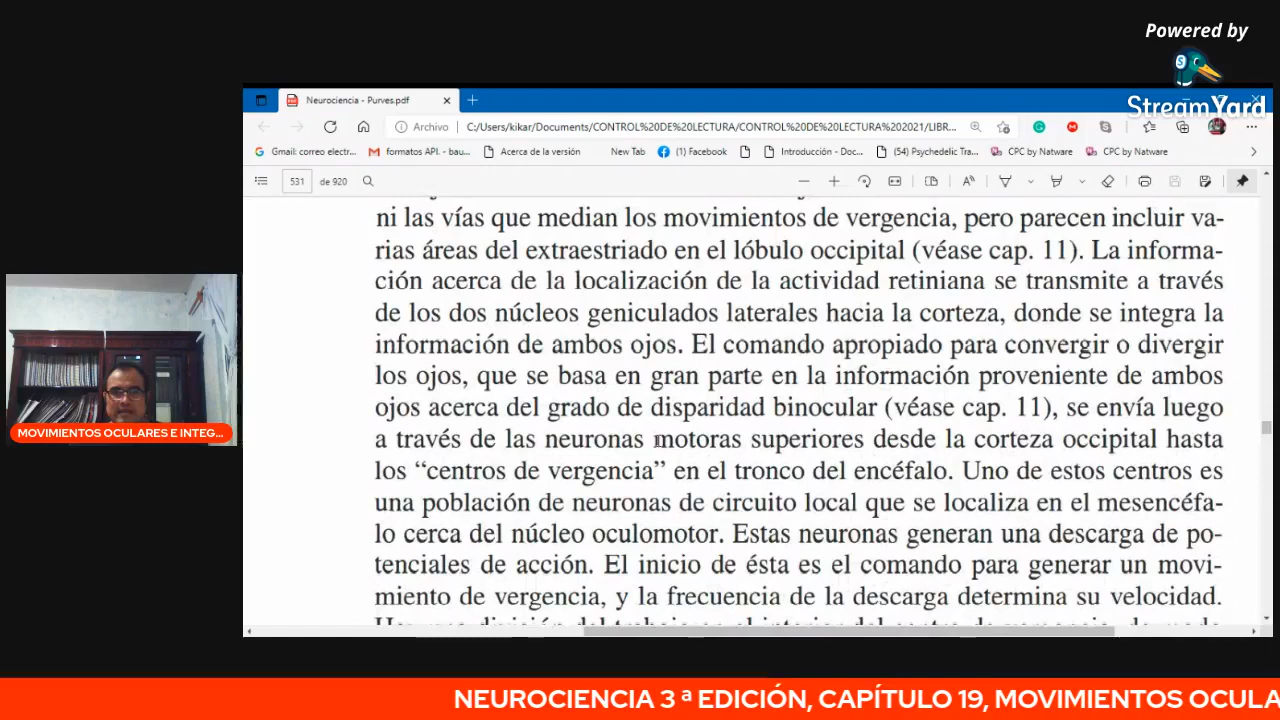 Powered by
StreamYard
Neurociencia - Purves.pdf
Archivo
C:/Users/kikar/Documents/CONTROL%20DE%20LECTURA/CONTROL%20DE%20LECTURA%202021/LIBR...
Gmail: correo electr...
formatos API. - bau...
Acerca de la versión
New Tab
(1) Facebook
Introducción - Doc...
(54) Psychedelic Tra...
CPC by Natware
CPC by Natware
531
de 920
ni las vías que median los movimientos de vergencia, pero parecen incluir va-
rias áreas del extraestriado en el lóbulo occipital (véase cap. 11). La informa-
ción acerca de la localización de la actividad retiniana se transmite a través
de los dos núcleos geniculados laterales hacia la corteza, donde se integra la
información de ambos ojos. El comando apropiado para convergir o divergir
los ojos, que se basa en gran parte en la información proveniente de ambos
ojos acerca del grado de disparidad binocular (véase cap. 11), se envía luego
a través de las neuronas motoras superiores desde la corteza occipital hasta
los “centros de vergencia” en el tronco del encéfalo. Uno de estos centros es
una población de neuronas de circuito local que se localiza en el mesencéfa-
lo cerca del núcleo oculomotor. Estas neuronas generan una descarga de po-
tenciales de acción. El inicio de ésta es el comando para generar un movi-
miento de vergencia, y la frecuencia de la descarga determina su velocidad.
MOVIMIENTOS OCULARES E INTEG...
NEUROCIENCIA 3 ª EDICIÓN, CAPÍTULO 19, MOVIMIENTOS OCULA